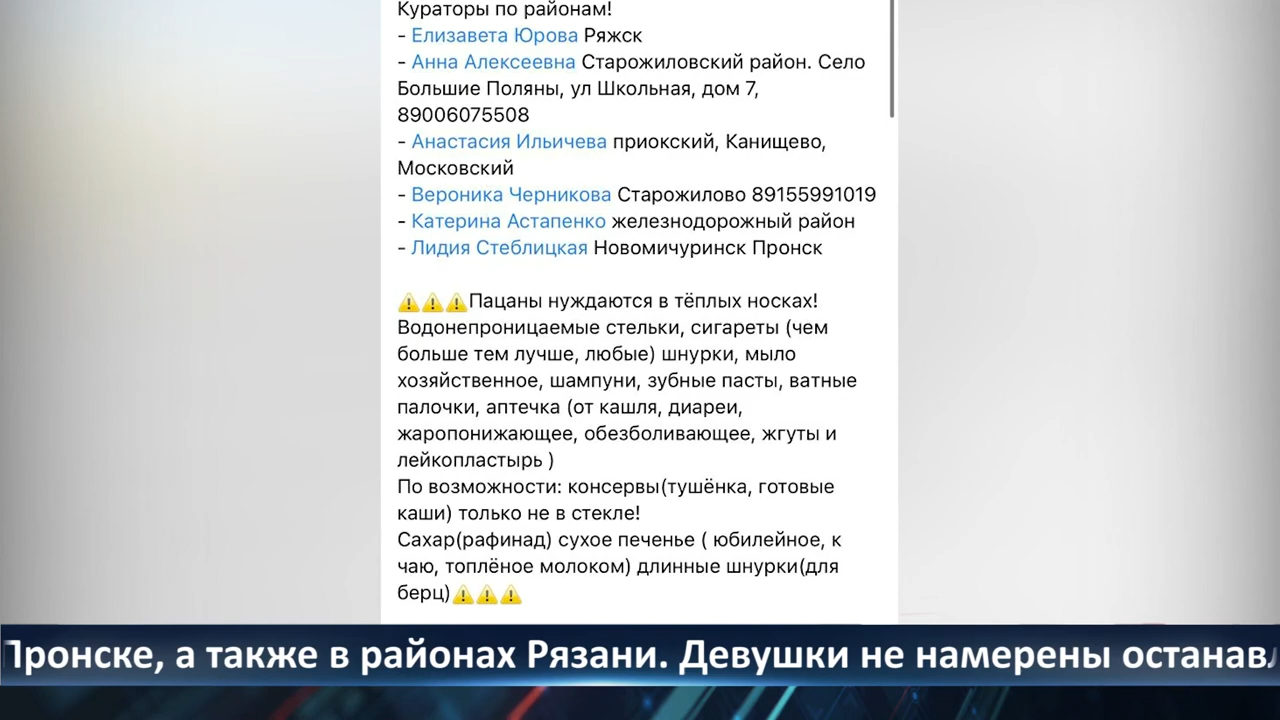 Кураторы по районам!
- Елизавета Юрова Ряжск
- Анна Алексеевна Старожиловский район. Село
Большие Поляны, ул Школьная, дом 7,
89006075508
- Анастасия Ильичева приокский, Канищево,
Московский
- Вероника Черникова Старожилово 89155991019
- Катерина Астапенко железнодорожный район
- Лидия Стеблицкая Новомичуринск Пронск
⚠️⚠️⚠️Пацаны нуждаются в тёплых носках!
Водонепроницаемые стельки, сигареты (чем
больше тем лучше, любые) шнурки, мыло
хозяйственное, шампуни, зубные пасты, ватные
палочки, аптечка (от кашля, диареи,
жаропонижающее, обезболивающее, жгуты и
лейкопластырь )
По возможности: консервы(тушёнка, готовые
каши) только не в стекле!
Сахар(рафинад) сухое печенье ( юбилейное, к
чаю, топлёное молоком) длинные шнурки(для
берц)⚠️⚠️⚠️
Пронске, а также в районах Рязани. Девушки не намерены останавл